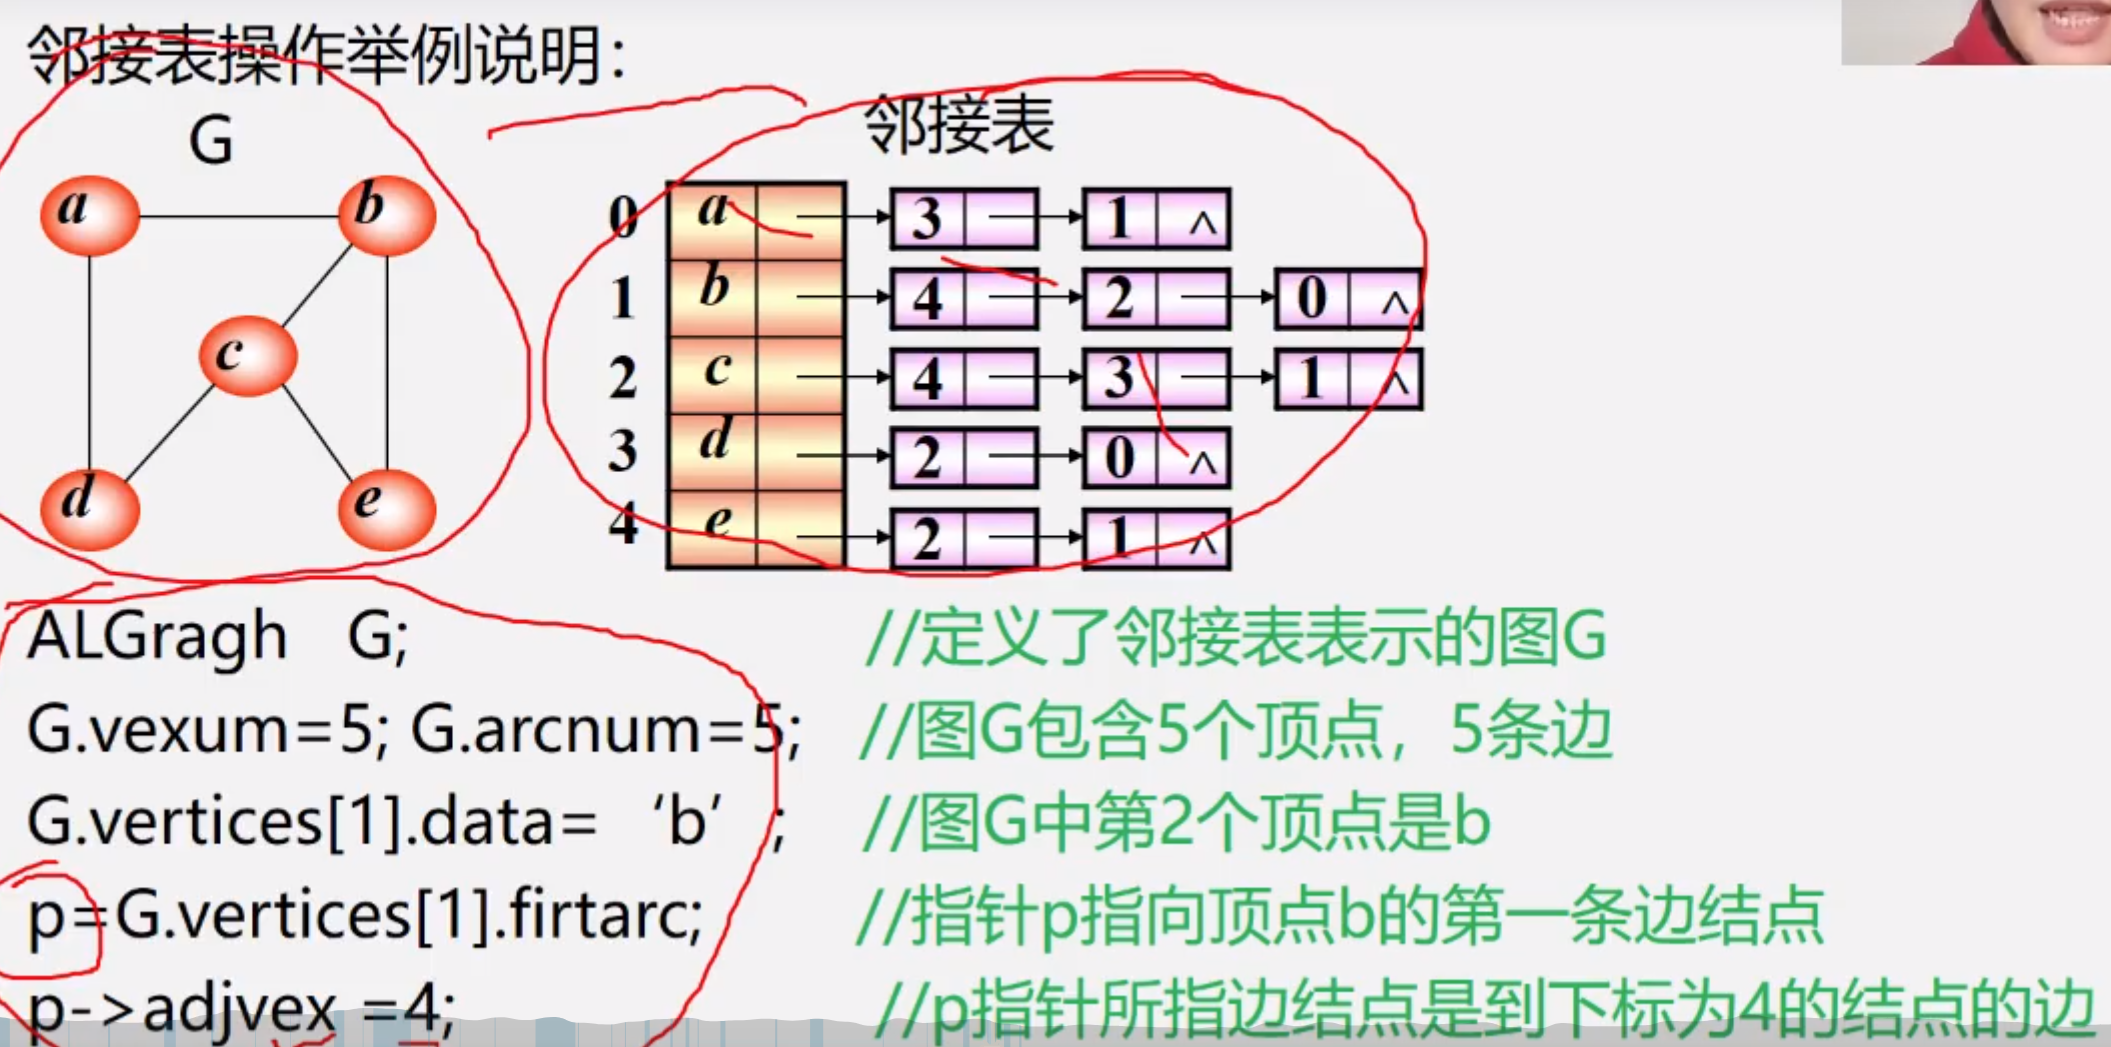 邻接表操作举例说明：
G
a
b
c
d
e
邻接表
0 a 3 1 ^
1 b 4 2 0 ^
2 c 4 3 1 ^
3 d 2 0 ^
4 e 2 1 ^
ALGragh G; //定义了邻接表表示的图G
G.vexum=5; G.arcnum=5; //图G包含5个顶点，5条边
G.vertices[1].data= ‘b’ ; //图G中第2个顶点是b
p=G.vertices[1].firtarc; //指针p指向顶点b的第一条边结点
p->adjvex =4; //p指针所指边结点是到下标为4的结点的边